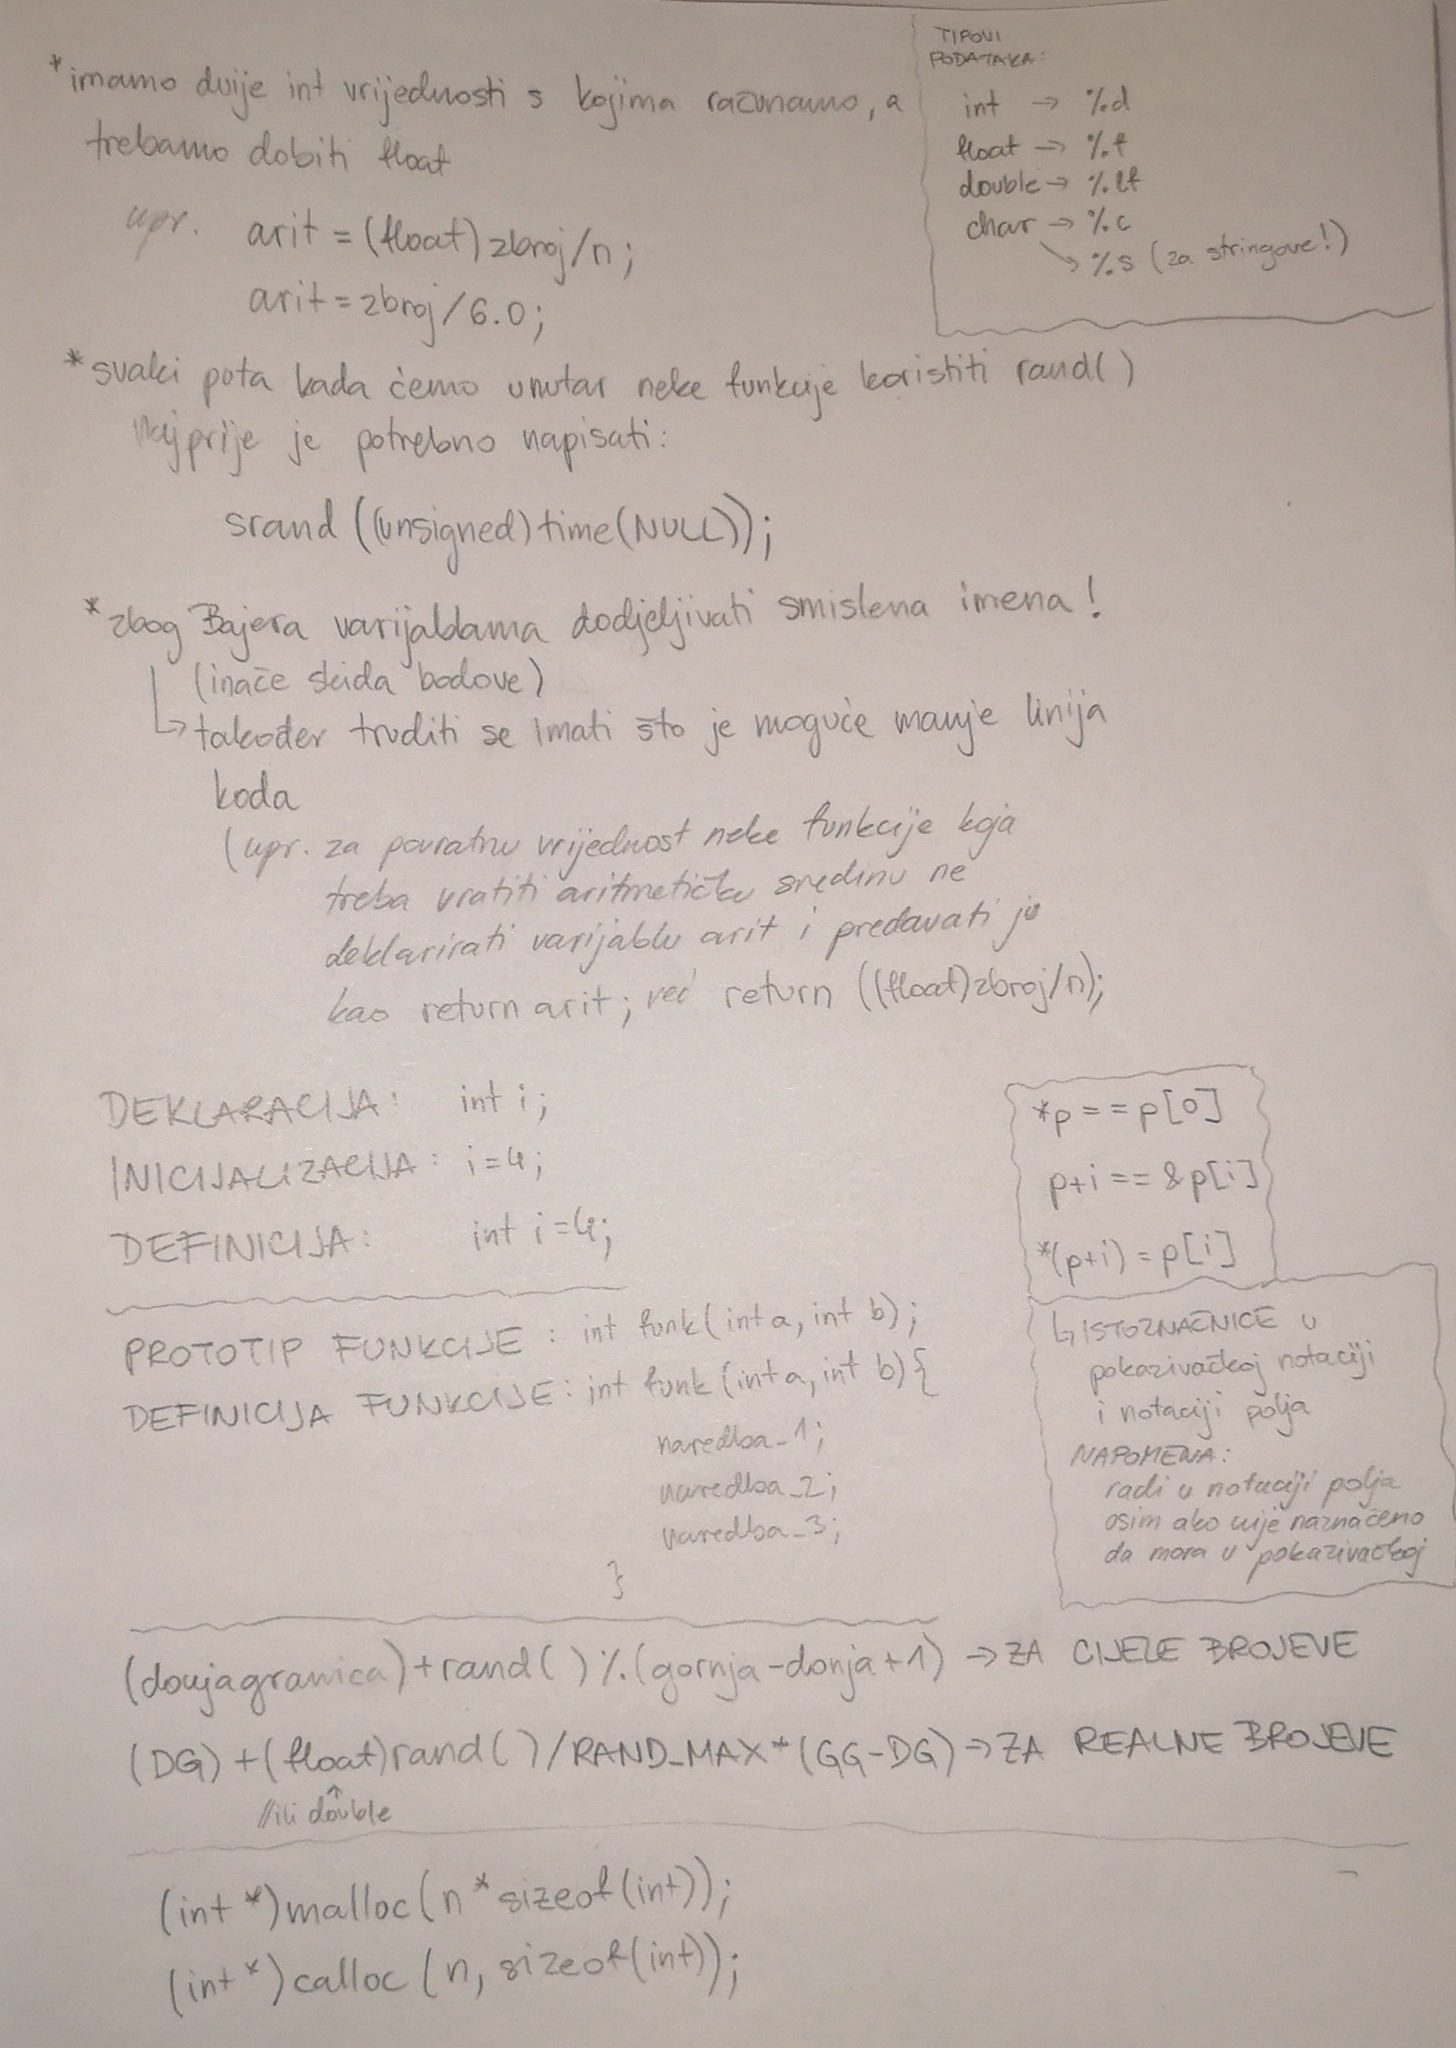 *imamo dvije int vrijednosti s kojima računamo, a
trebamo dobiti float
npr. arit = (float) zbroj/n;
arit = zbroj/6.0;
TIPOVI
PODATAKA:
int → %d
float → %f
double → %lf
char → %c
↘ %s (za stringove!)
*svaki puta kada ćemo unutar neke funkcije koristiti rand()
najprije je potrebno napisati:
srand ((unsigned) time(NULL));
*zbog Bajera varijablama dodjeljivati smislena imena!
(inače skida bodove)
↳ također truditi se imati što je moguće manje linija
koda
(npr. za povratnu vrijednost neke funkcije koja
treba vratiti aritmetičku sredinu ne
deklarirati varijablu arit i predavati ju
kao return arit; već return ((float)zbroj/n);
DEKLARACIJA: int i;
INICIJALIZACIJA: i=4;
DEFINICIJA: int i=4;
*p == p[0]
p+i == &p[i]
*(p+i) = p[i]
↳ ISTOZNAČNICE U
pokazivačkoj notaciji
i notaciji polja
NAPOMENA:
radi u notaciji polja
osim ako nije naznačeno
da mora u pokazivačkoj
PROTOTIP FUNKCIJE: int funk(int a, int b);
DEFINICIJA FUNKCIJE: int funk (int a, int b) {
naredba_1;
naredba_2;
naredba_3;
}
(donja granica) + rand() % (gornja-donja+1) → ZA CIJELE BROJEVE
(DG) + (float)rand()/RAND_MAX * (GG-DG) → ZA REALNE BROJEVE
↑
//ili double
(int *)malloc(n * sizeof(int));
(int *)calloc(n, sizeof(int));